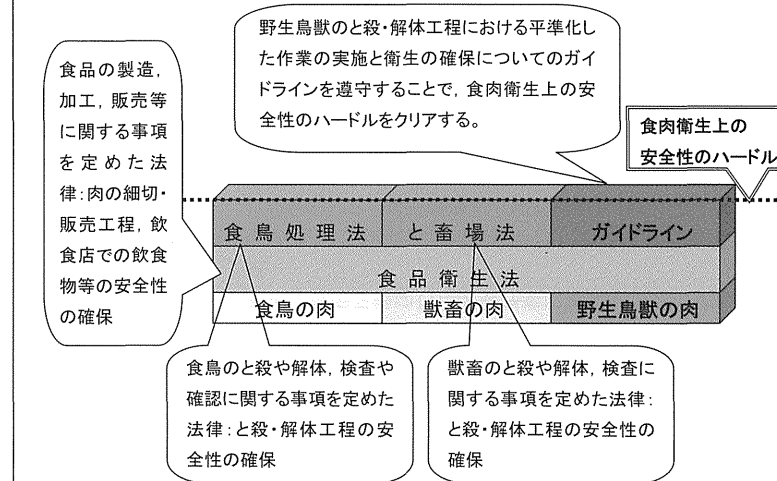 野生鳥獣のと殺・解体工程における平準化し
た作業の実施と衛生の確保についてのガイ
ドラインを遵守することで，食肉衛生上の安
全性のハードルをクリアする。
食品の製造，
加工，販売等
に関する事項
を定めた法
律：肉の細切・
販売工程，飲
食店での飲食
物等の安全性
の確保
食肉衛生上の
安全性のハードル
食鳥処理法
と畜場法
ガイドライン
食品衛生法
食鳥の肉
獣畜の肉
野生鳥獣の肉
食鳥のと殺や解体，検査や
確認に関する事項を定めた
法律：と殺・解体工程の安
全性の確保
獣畜のと殺や解体，検査に
関する事項を定めた法律：
と殺・解体工程の安全性の
確保